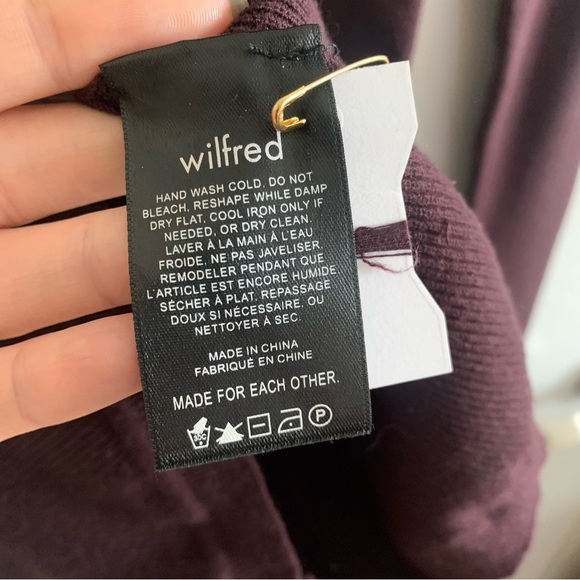 wilfred
HAND WASH COLD. DO NOT
BLEACH. RESHAPE WHILE DAMP
DRY FLAT. COOL IRON ONLY IF
NEEDED, OR DRY CLEAN.
LAVER À LA MAIN À L'EAU
FROIDE. NE PAS JAVELISER.
REMODELER PENDANT QUE
L'ARTICLE EST ENCORE HUMIDE.
SÉCHER À PLAT, REPASSAGE
DOUX SI NÉCESSAIRE, OU
NETTOYER À SEC.
MADE IN CHINA
FABRIQUÉ EN CHINE
MADE FOR EACH OTHER.
30C P